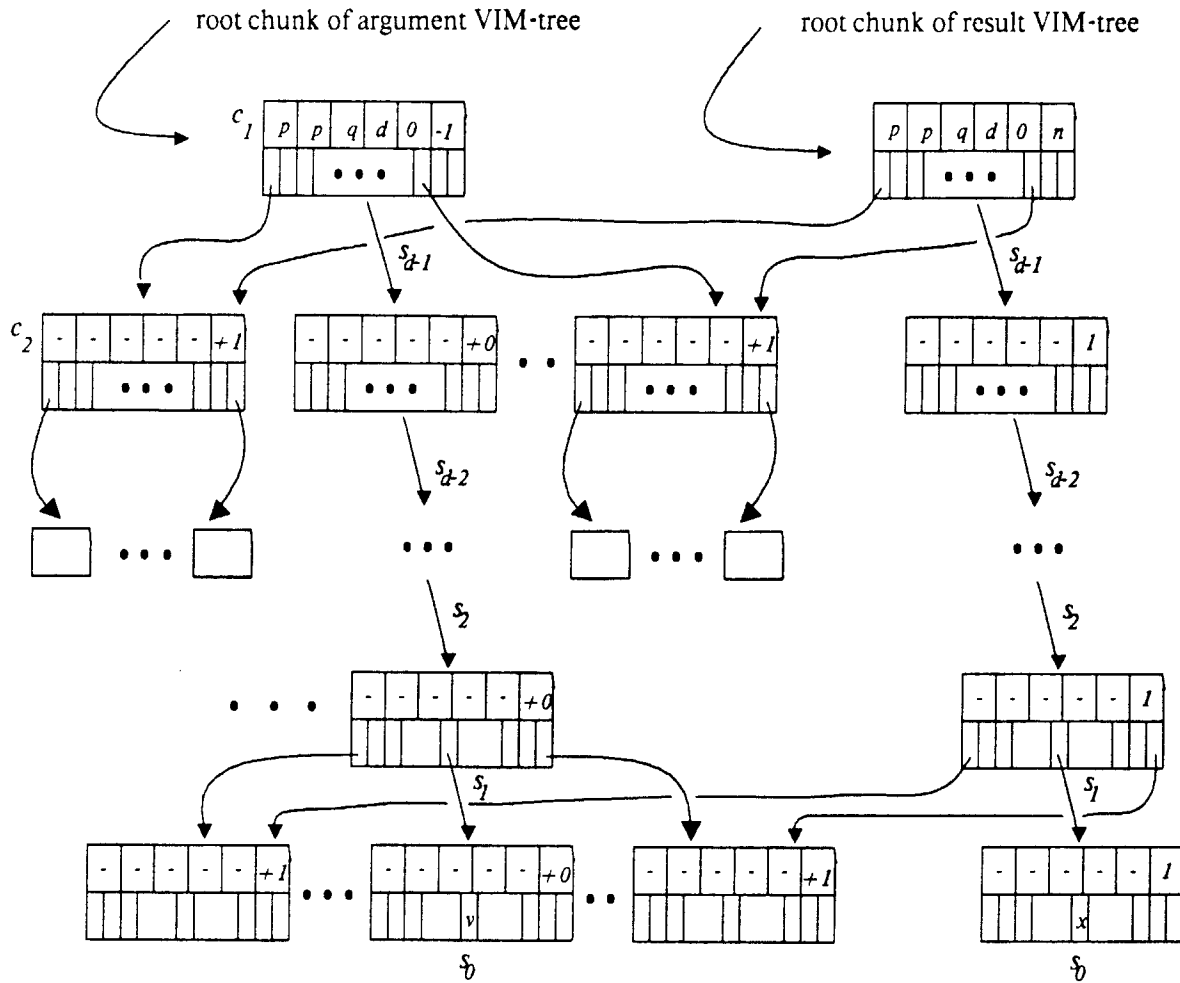 root chunk of argument VIM-tree
root chunk of result VIM-tree
c1 p p q d 0 -1
p p q d 0 n
s_{d-1} s_{d-1}
c2 - - - - - +1
- - - - - +0
- - - - - +1
- - - - - 1
s_{d-2} s_{d-2}
s2 s2
- - - - - +0
- - - - - 1
s1 s1
- - - - - +1
- - - - - +0
- - - - - +1
- - - - - 1
v x
s0 s0